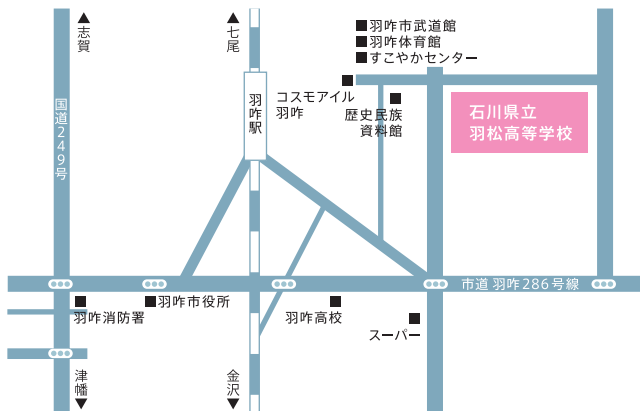 ▲
志賀
▲
七尾
■羽咋市武道館
■羽咋体育館
■すこやかセンター
国道249号
羽咋駅
コスモアイル
羽咋
歴史民族
資料館
石川県立
羽松高等学校
市道 羽咋286号線
羽咋消防署
■羽咋市役所
羽咋高校
スーパー
津幡
▼
金沢
▼